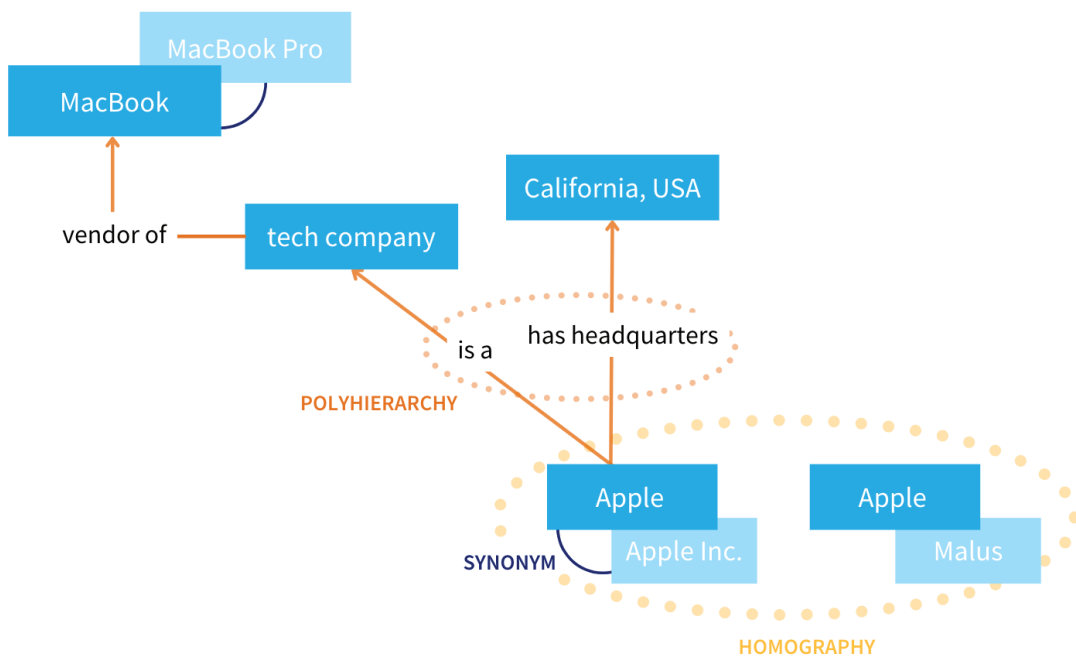 MacBook Pro
MacBook
California, USA
vendor of
tech company
has headquarters
is a
POLYHIERARCHY
Apple
Apple
Apple Inc.
Malus
SYNONYM
HOMOGRAPHY